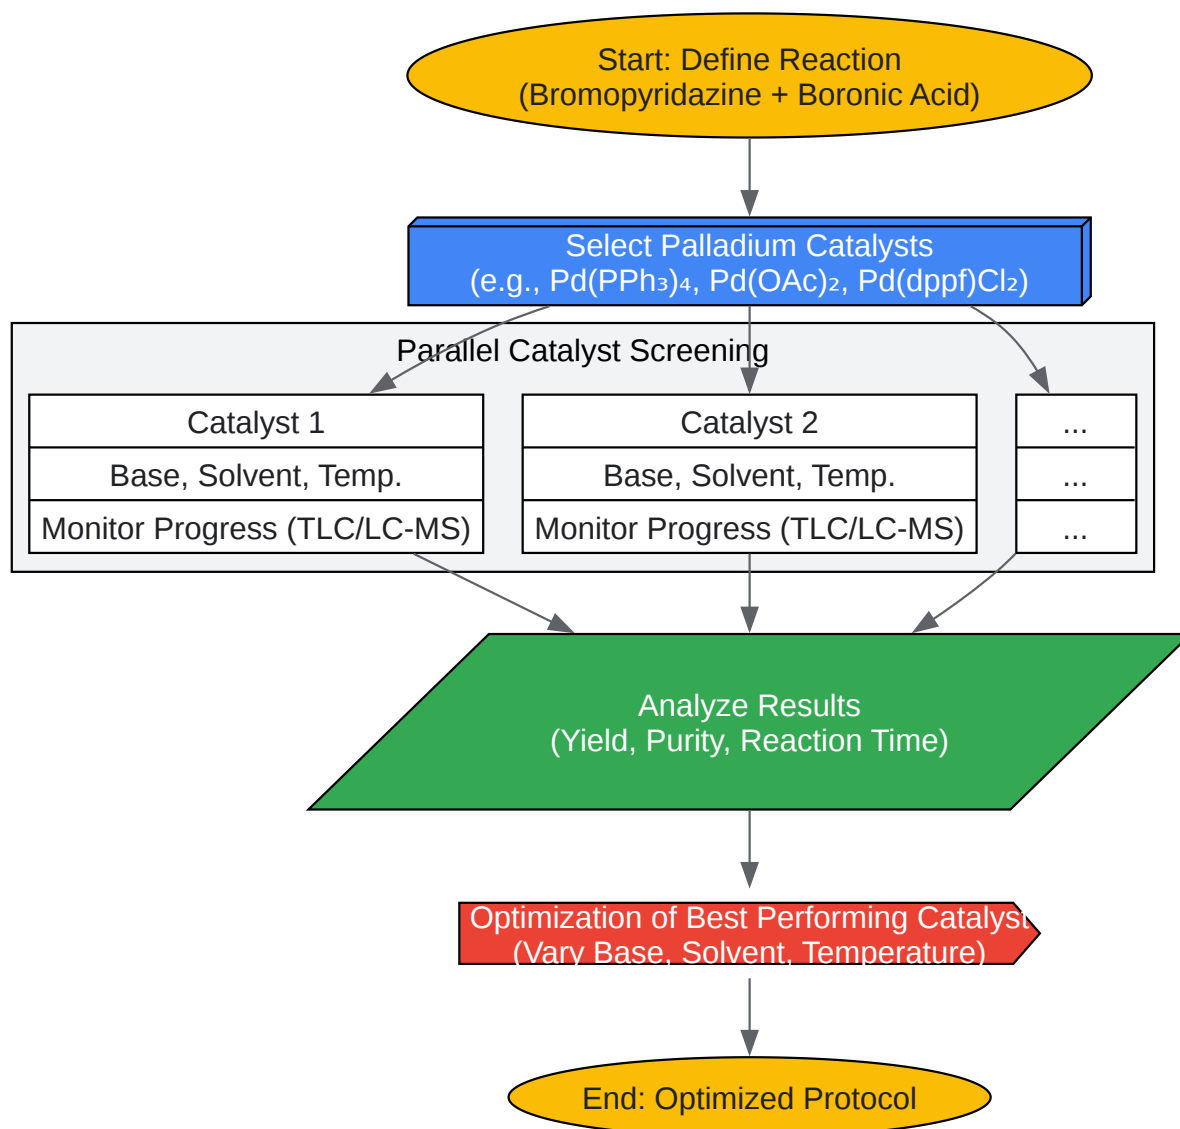 Start: Define Reaction
(Bromopyridazine + Boronic Acid)
Select Palladium Catalysts
(e.g., Pd(PPh₃)₄, Pd(OAc)₂, Pd(dppf)Cl₂)
Parallel Catalyst Screening
Catalyst 1
Base, Solvent, Temp.
Monitor Progress (TLC/LC-MS)
Catalyst 2
Base, Solvent, Temp.
Monitor Progress (TLC/LC-MS)
...
...
...
Analyze Results
(Yield, Purity, Reaction Time)
Optimization of Best Performing Catalyst
(Vary Base, Solvent, Temperature)
End: Optimized Protocol